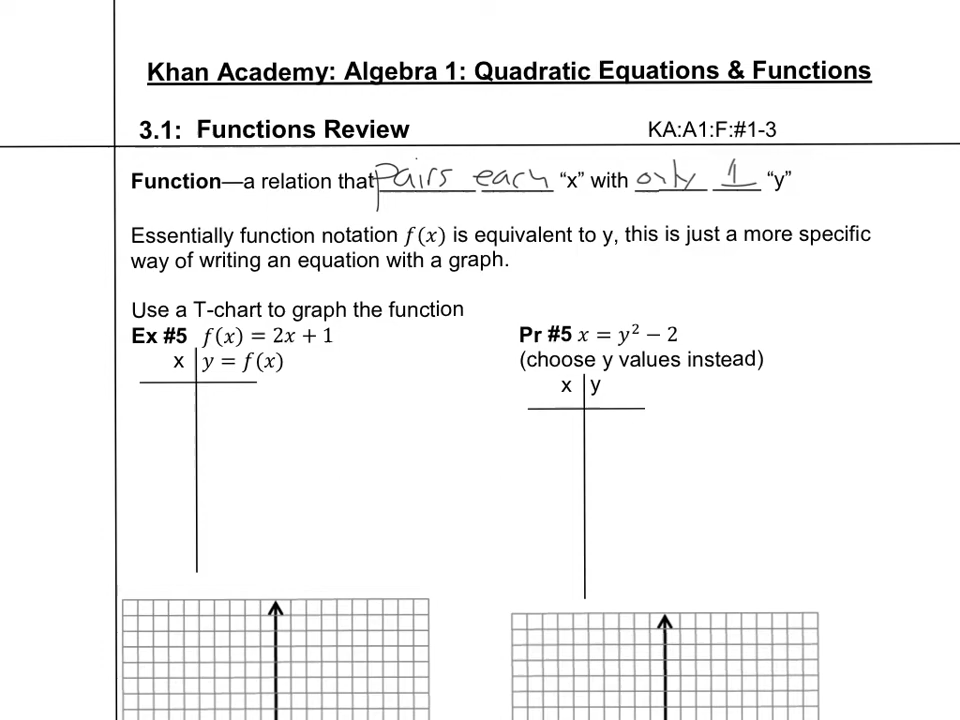 Khan Academy: Algebra 1: Quadratic Equations & Functions
3.1: Functions Review KA:A1:F:#1-3
Function—a relation that pairs each “x” with only 1 “y”
Essentially function notation f(x) is equivalent to y, this is just a more specific
way of writing an equation with a graph.
Use a T-chart to graph the function
Ex #5 f(x) = 2x + 1
x y = f(x)
Pr #5 x = y² − 2
(choose y values instead)
x y